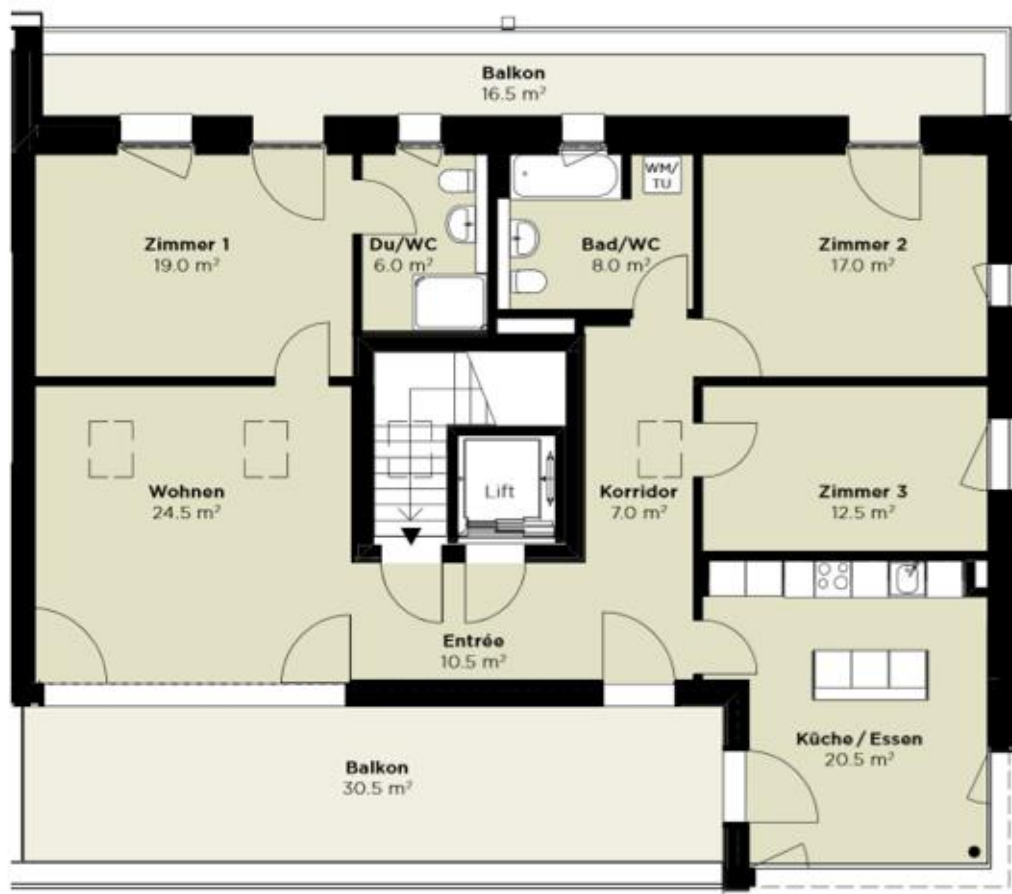 Balkon
16.5 m²
WM/
TU
Zimmer 1
19.0 m²
Du/WC
6.0 m²
Bad/WC
8.0 m²
Zimmer 2
17.0 m²
Wohnen
24.5 m²
Lift
Korridor
7.0 m²
Zimmer 3
12.5 m²
Entrée
10.5 m²
Küche / Essen
20.5 m²
Balkon
30.5 m²